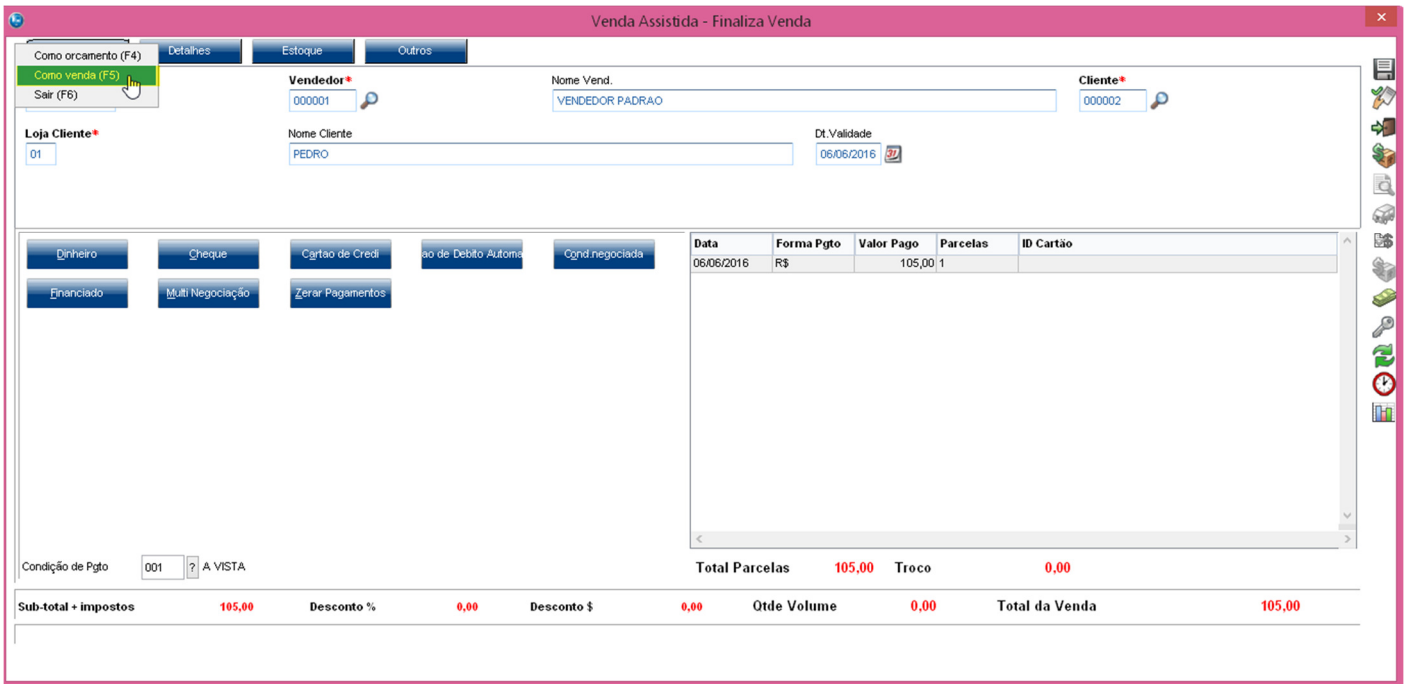 Venda Assistida - Finaliza Venda
Como orcamento (F4)
Como venda (F5)
Sair (F6)
Detalhes
Estoque
Outros
Vendedor*
Nome Vend.
Cliente*
000001
VENDEDOR PADRAO
000002
Loja Cliente*
Nome Cliente
Dt.Validade
01
PEDRO
06/06/2016
31
Dinheiro
Cheque
Cartao de Credi
ao de Debito Automa
Cond.negociada
Financiado
Multi Negociação
Zerar Pagamentos
Data Forma Pgto Valor Pago Parcelas ID Cartão
06/06/2016 R$ 105,00 1
Condição de Pgto 001 ? A VISTA
Total Parcelas 105,00 Troco 0,00
Sub-total + impostos 105,00 Desconto % 0,00 Desconto $ 0,00 Qtde Volume 0,00 Total da Venda 105,00